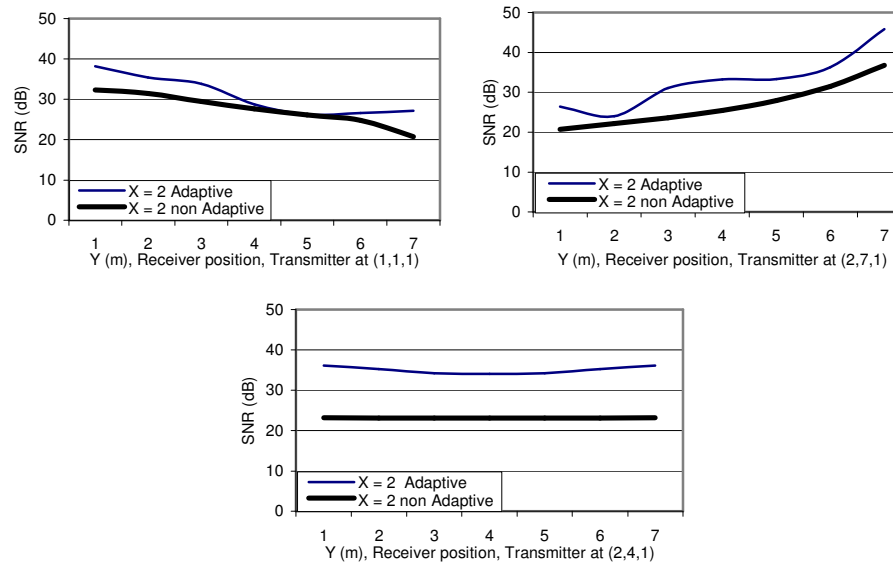 50
40
30
20
10
0
SNR (dB)
X = 2 Adaptive
X = 2 non Adaptive
1 2 3 4 5 6 7
Y (m), Receiver position, Transmitter at (1,1,1)
50
40
30
20
10
0
SNR (dB)
X = 2 Adaptive
X = 2 non Adaptive
1 2 3 4 5 6 7
Y (m), Receiver position, Transmitter at (2,7,1)
50
40
30
20
10
0
SNR (dB)
X = 2 Adaptive
X = 2 non Adaptive
1 2 3 4 5 6 7
Y (m), Receiver position, Transmitter at (2,4,1)